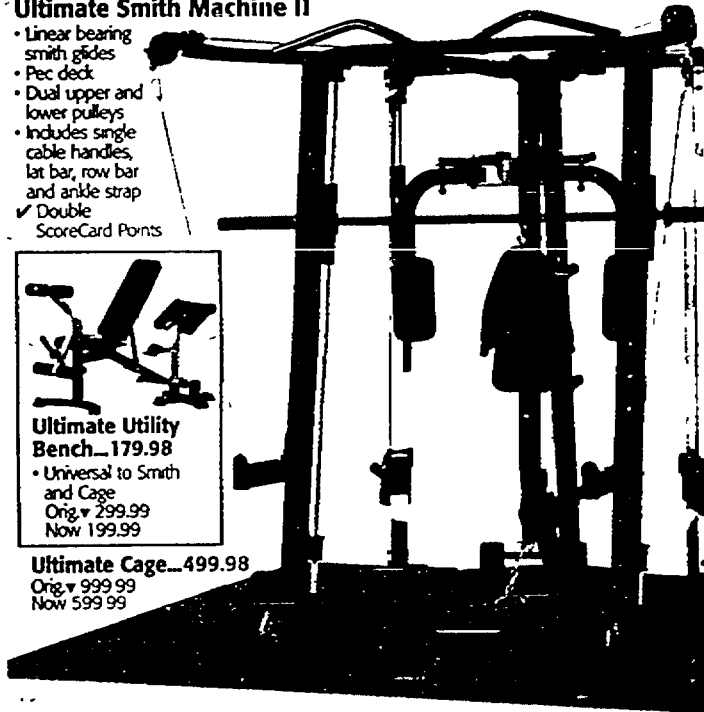 Ultimate Smith Machine II
• Linear bearing
smith glides
• Pec deck
• Dual upper and
lower pulleys
• Includes single
cable handles,
lat bar, row bar
and ankle strap
✔ Double
ScoreCard Points
Ultimate Utility
Bench...179.98
• Universal to Smith
and Cage
Orig.▾ 299.99
Now 199.99
Ultimate Cage...499.98
Orig.▾ 999 99
Now 599 99